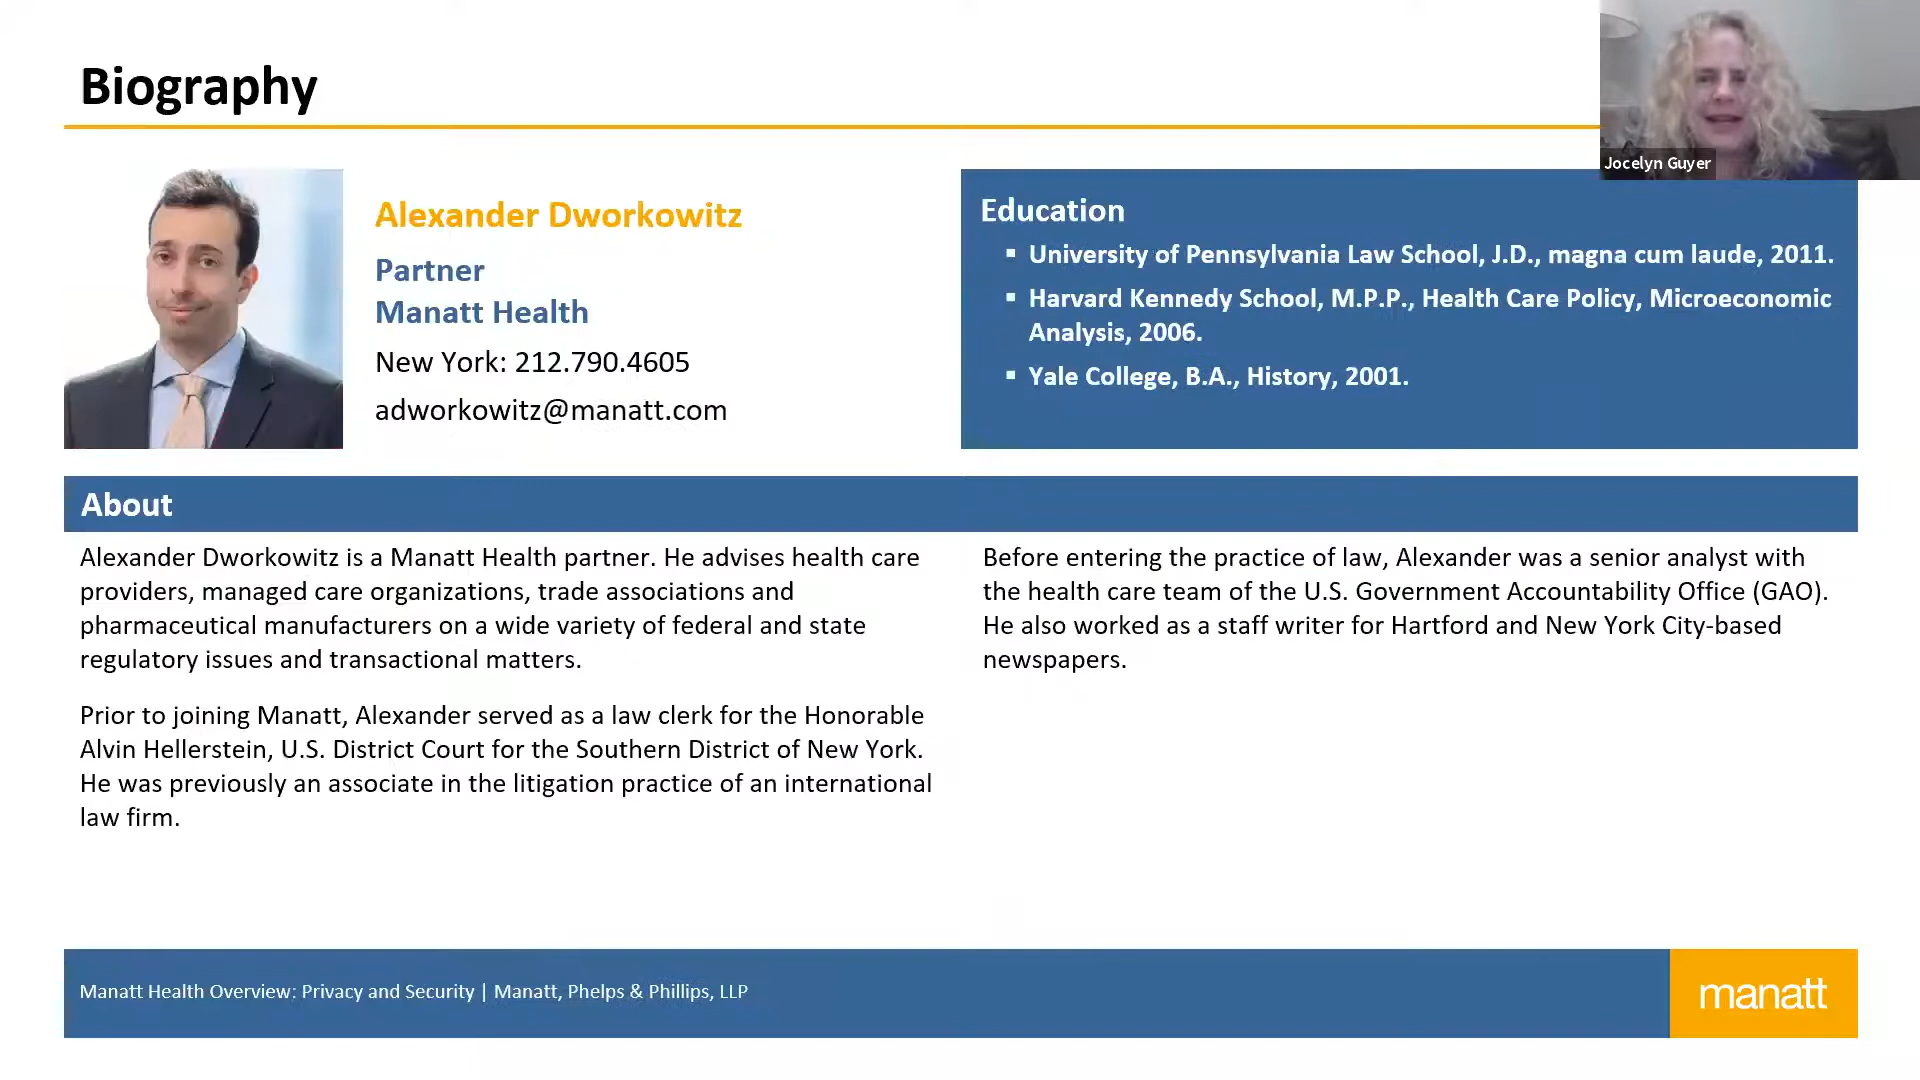 Biography
Jocelyn Guyer
Alexander Dworkowitz
Partner
Manatt Health
New York: 212.790.4605
adworkowitz@manatt.com
Education
▪ University of Pennsylvania Law School, J.D., magna cum laude, 2011.
▪ Harvard Kennedy School, M.P.P., Health Care Policy, Microeconomic
Analysis, 2006.
▪ Yale College, B.A., History, 2001.
About
Alexander Dworkowitz is a Manatt Health partner. He advises health care
providers, managed care organizations, trade associations and
pharmaceutical manufacturers on a wide variety of federal and state
regulatory issues and transactional matters.
Prior to joining Manatt, Alexander served as a law clerk for the Honorable
Alvin Hellerstein, U.S. District Court for the Southern District of New York.
He was previously an associate in the litigation practice of an international
law firm.
Before entering the practice of law, Alexander was a senior analyst with
the health care team of the U.S. Government Accountability Office (GAO).
He also worked as a staff writer for Hartford and New York City-based
newspapers.
Manatt Health Overview: Privacy and Security | Manatt, Phelps & Phillips, LLP
manatt